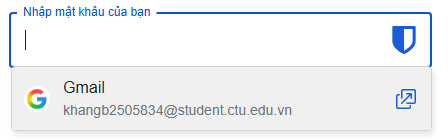 Nhập mật khẩu của bạn
Gmail
khangb2505834@student.ctu.edu.vn